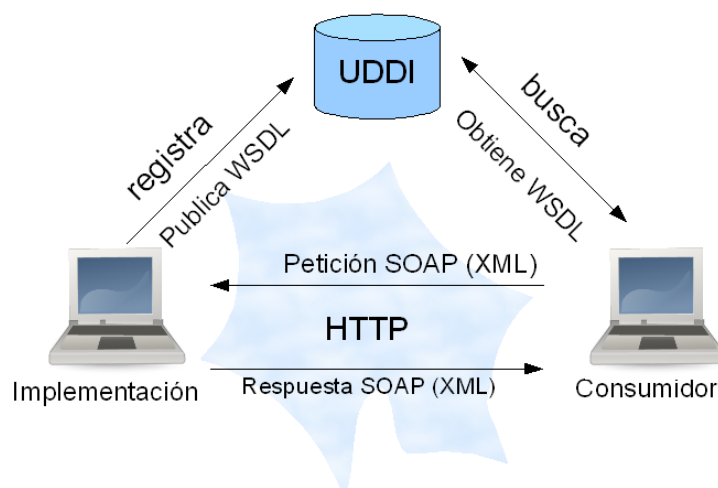 UDDI
registra
Publica WSDL
busca
Obtiene WSDL
Petición SOAP (XML)
HTTP
Respuesta SOAP (XML)
Implementación
Consumidor